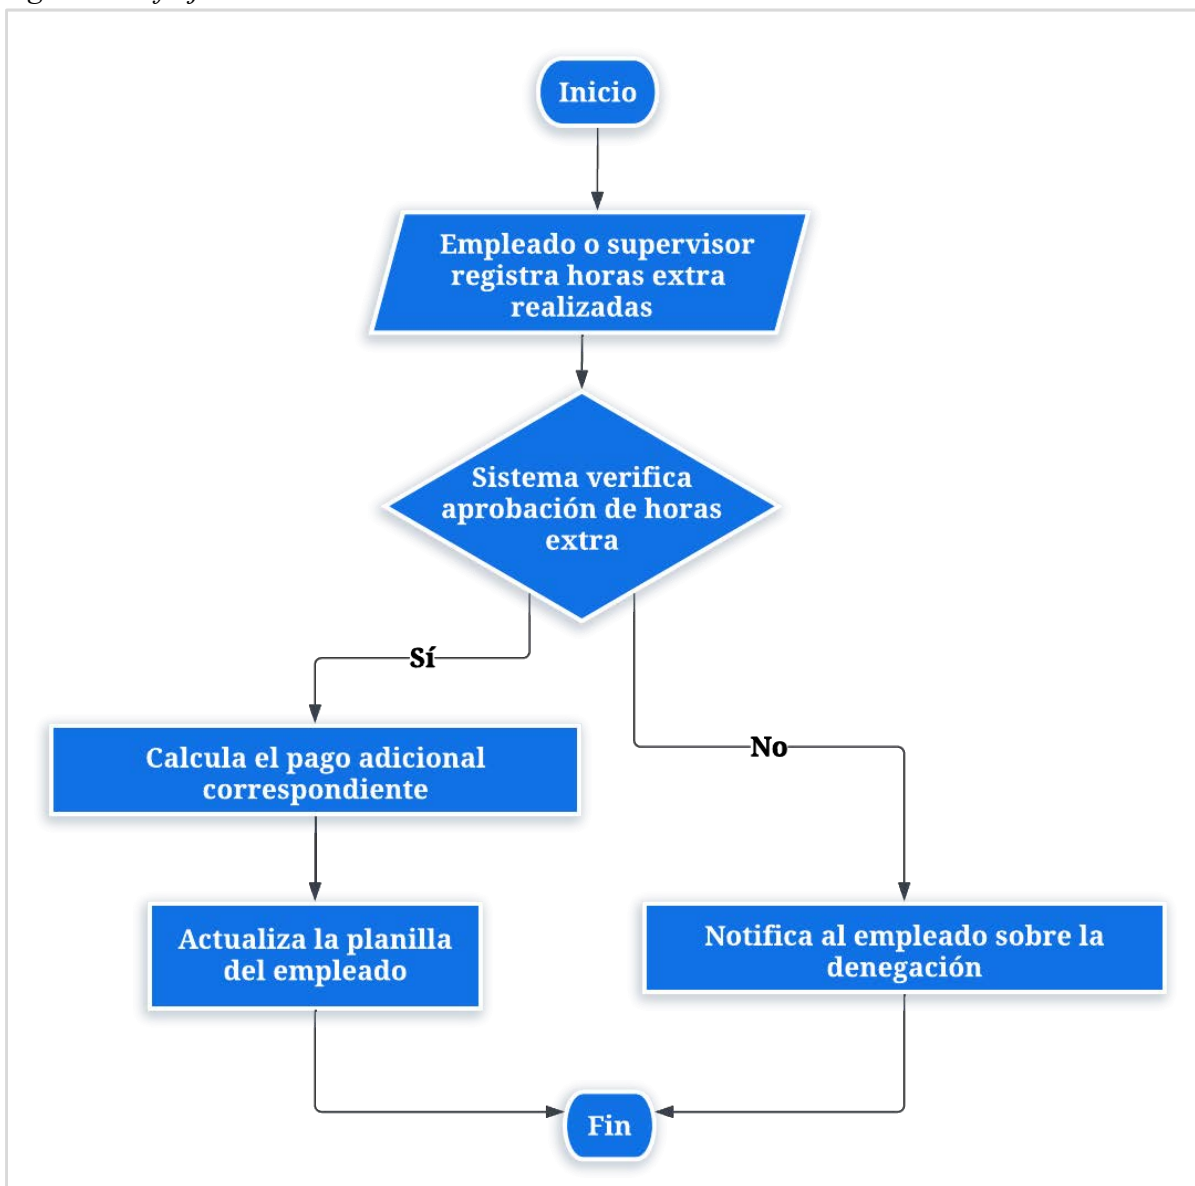 Inicio
Empleado o supervisor
registra horas extra
realizadas
Sistema verifica
aprobación de horas
extra
Sí
No
Calcula el pago adicional
correspondiente
Actualiza la planilla
del empleado
Notifica al empleado sobre la
denegación
Fin